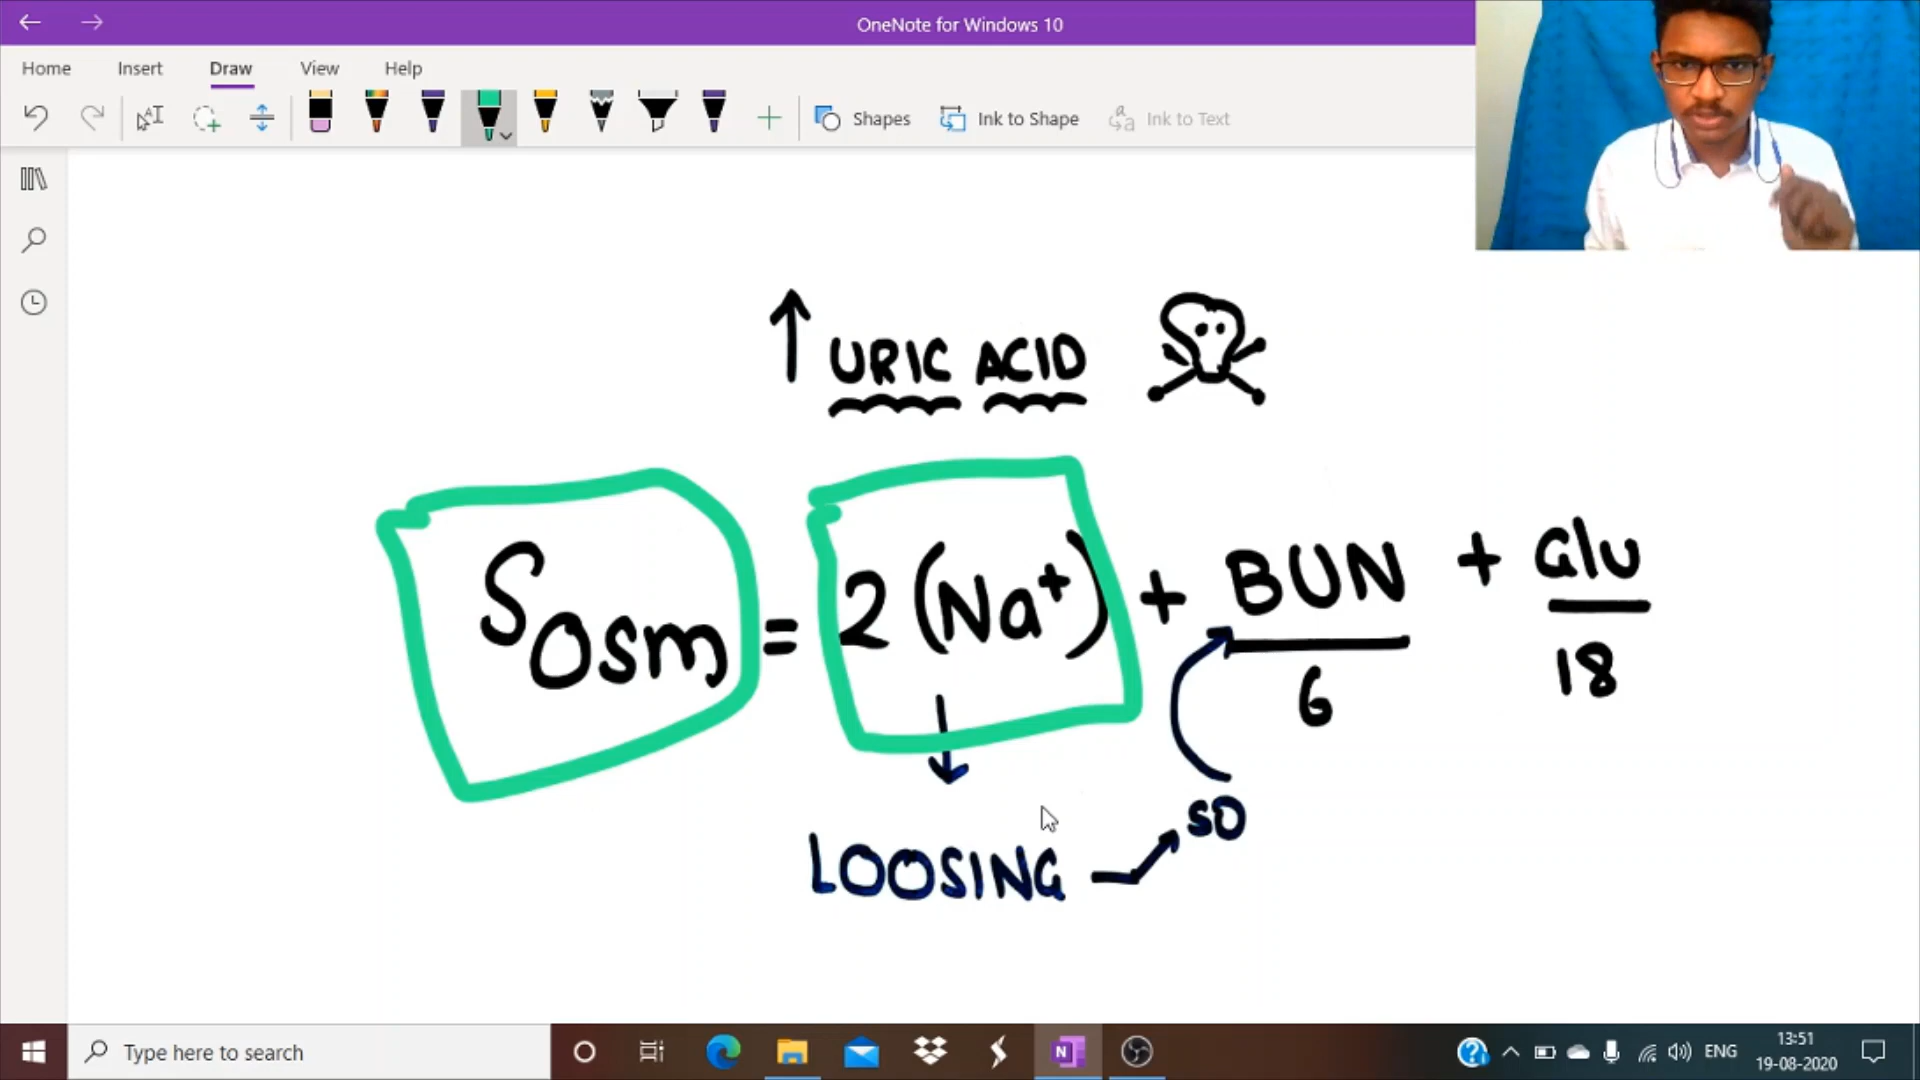 OneNote for Windows 10
Home Insert Draw View Help
Shapes Ink to Shape Ink to Text
↑ URIC ACID
SOsm = 2 (Na+) + BUN/6 + Glu/18
↓
LOOSING → SO
Type here to search
ENG
13:51
19-08-2020